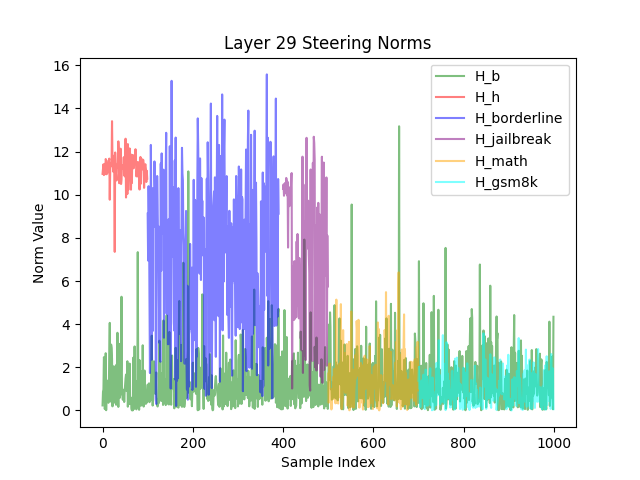 Layer 29 Steering Norms
16
14
12
10
8
6
4
2
0
Norm Value
H_b
H_h
H_borderline
H_jailbreak
H_math
H_gsm8k
0
200
400
600
800
1000
Sample Index